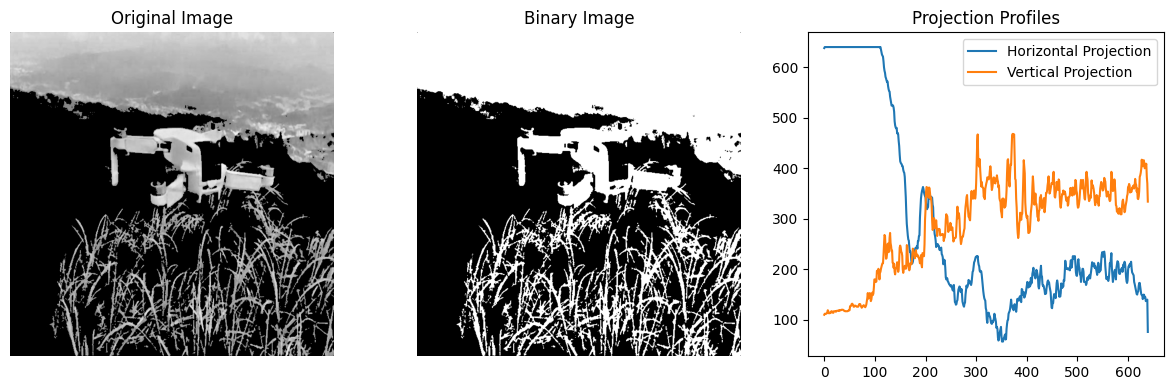 Original Image
Binary Image
Projection Profiles
Horizontal Projection
Vertical Projection
600
500
400
300
200
100
0 100 200 300 400 500 600